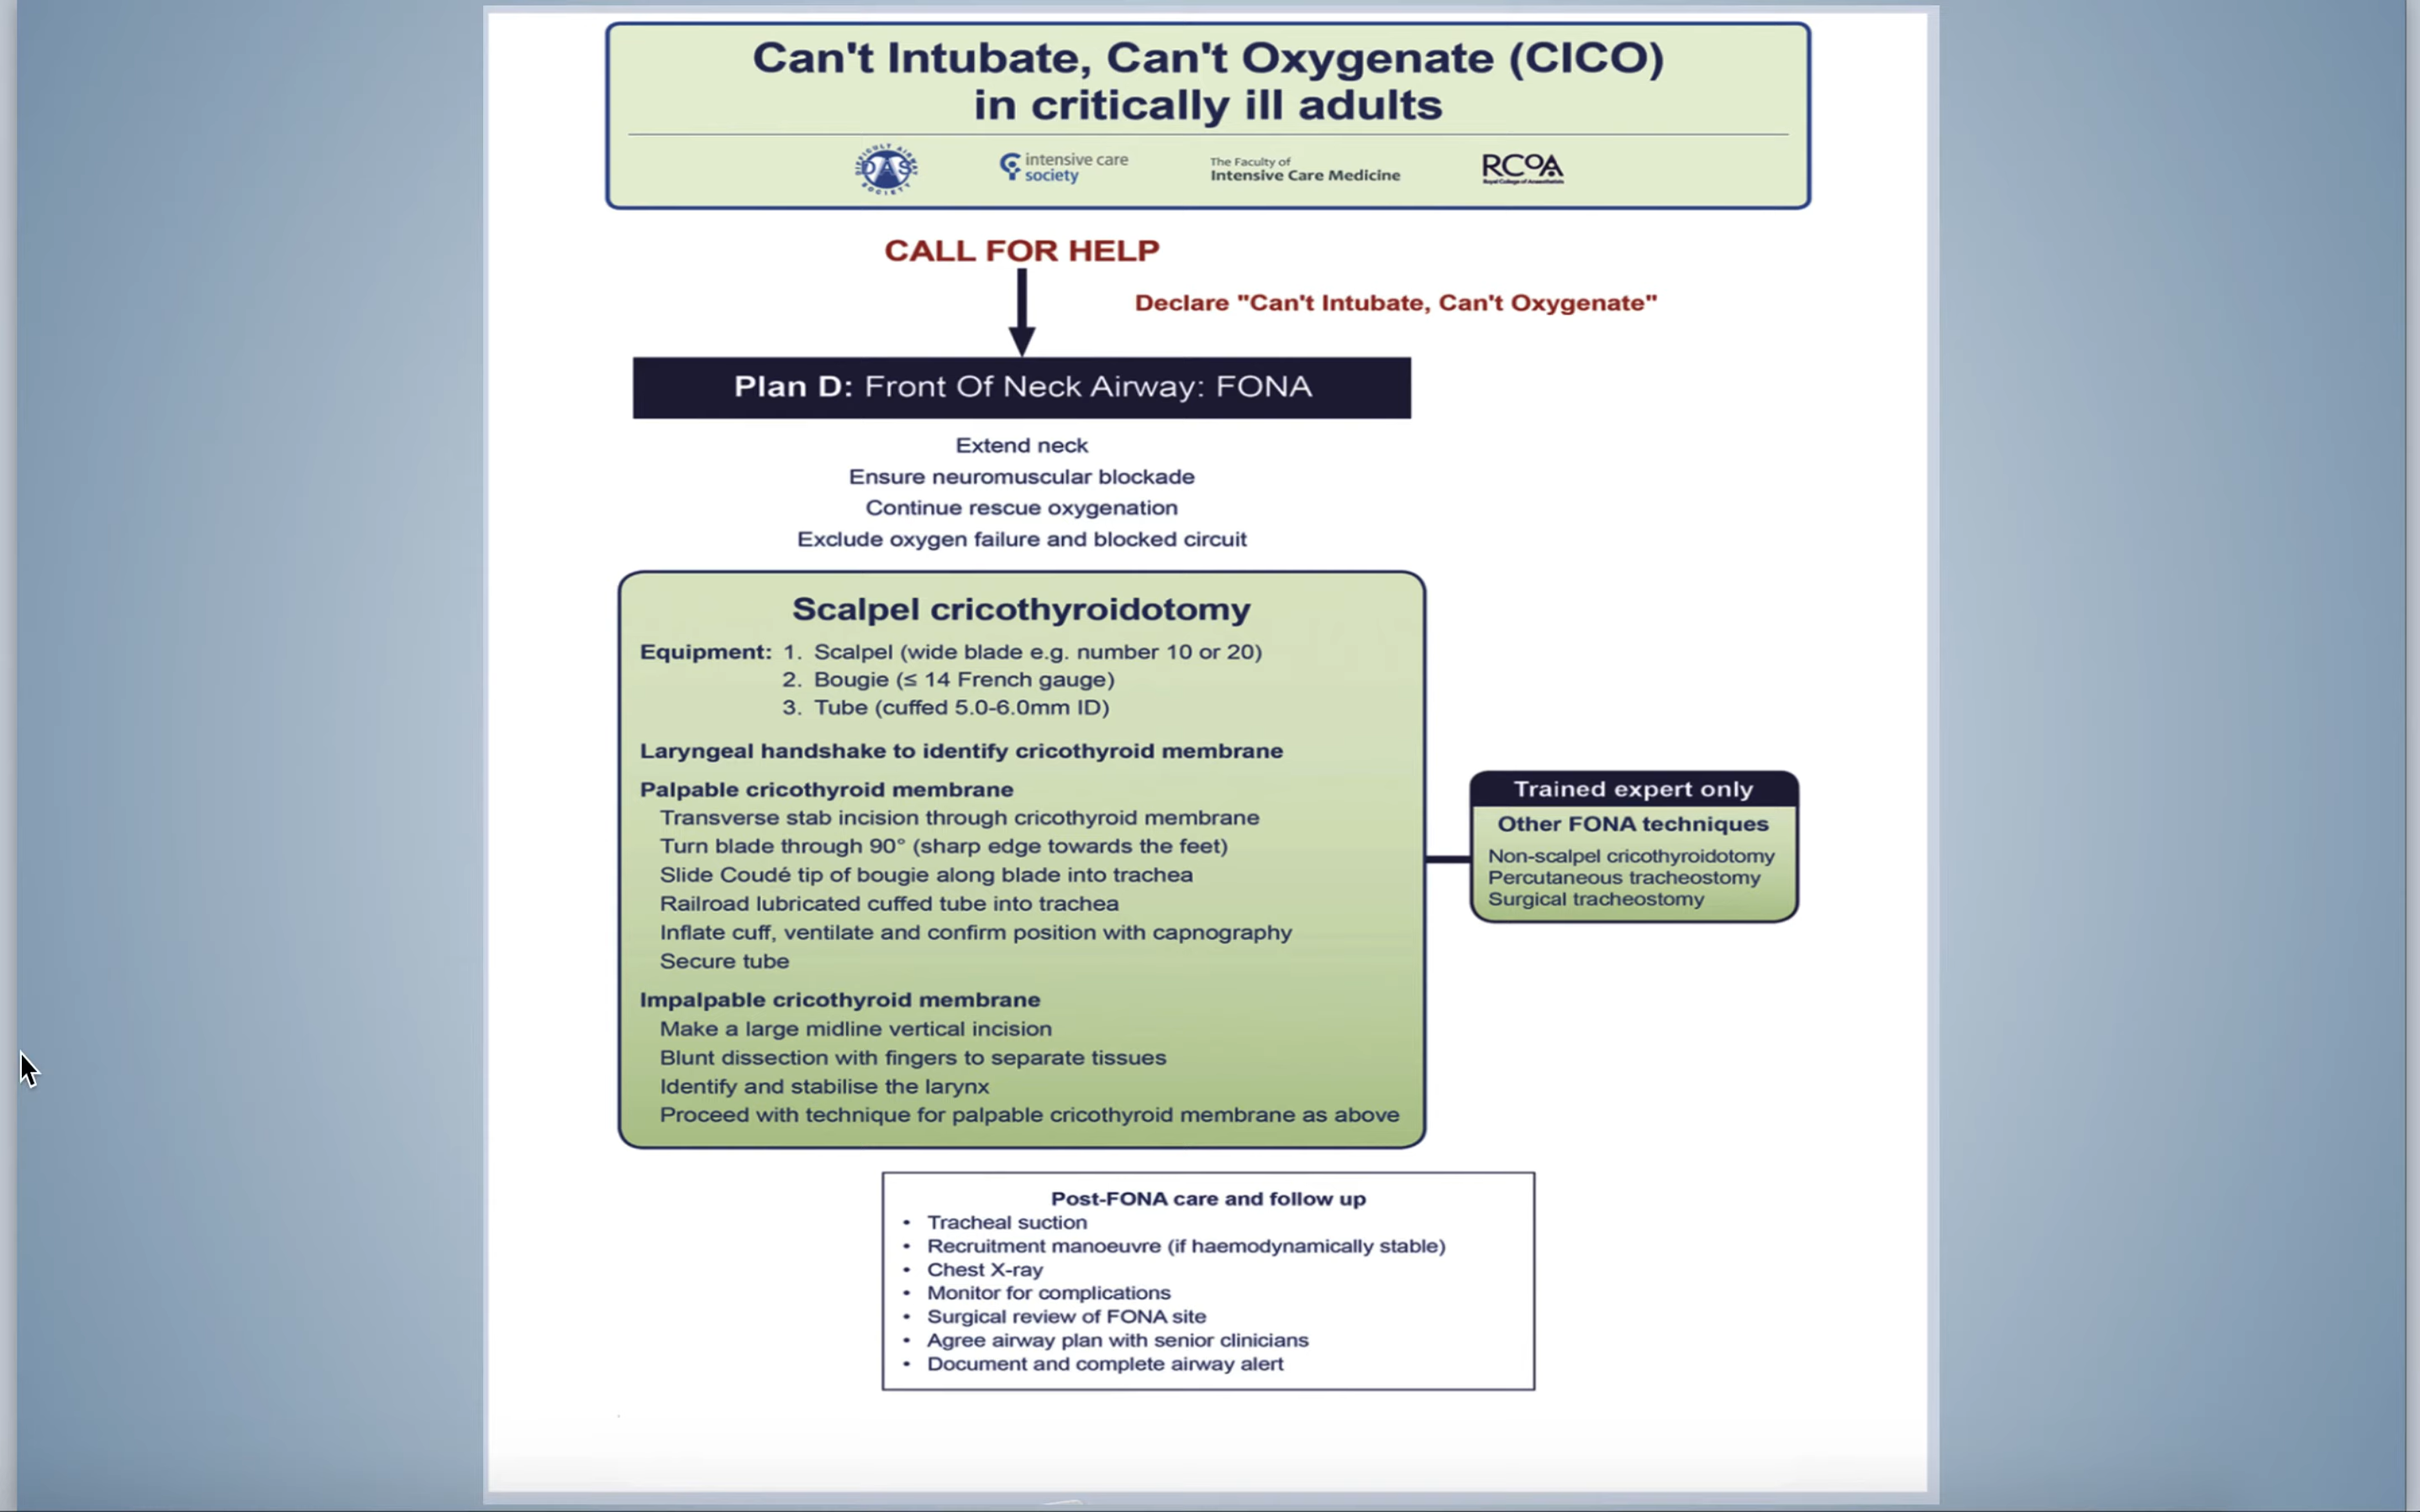 Can't Intubate, Can't Oxygenate (CICO)
in critically ill adults
DIFFICULT AIRWAY
DAS
SOCIETY
intensive care
society
The Faculty of
Intensive Care Medicine
RCOA
Royal College of Anaesthetists
CALL FOR HELP
Declare "Can't Intubate, Can't Oxygenate"
Plan D: Front Of Neck Airway: FONA
Extend neck
Ensure neuromuscular blockade
Continue rescue oxygenation
Exclude oxygen failure and blocked circuit
Scalpel cricothyroidotomy
Equipment: 1. Scalpel (wide blade e.g. number 10 or 20)
2. Bougie (≤ 14 French gauge)
3. Tube (cuffed 5.0-6.0mm ID)
Laryngeal handshake to identify cricothyroid membrane
Palpable cricothyroid membrane
Transverse stab incision through cricothyroid membrane
Turn blade through 90° (sharp edge towards the feet)
Slide Coudé tip of bougie along blade into trachea
Railroad lubricated cuffed tube into trachea
Inflate cuff, ventilate and confirm position with capnography
Secure tube
Impalpable cricothyroid membrane
Make a large midline vertical incision
Blunt dissection with fingers to separate tissues
Identify and stabilise the larynx
Proceed with technique for palpable cricothyroid membrane as above
Trained expert only
Other FONA techniques
Non-scalpel cricothyroidotomy
Percutaneous tracheostomy
Surgical tracheostomy
Post-FONA care and follow up
• Tracheal suction
• Recruitment manoeuvre (if haemodynamically stable)
• Chest X-ray
• Monitor for complications
• Surgical review of FONA site
• Agree airway plan with senior clinicians
• Document and complete airway alert